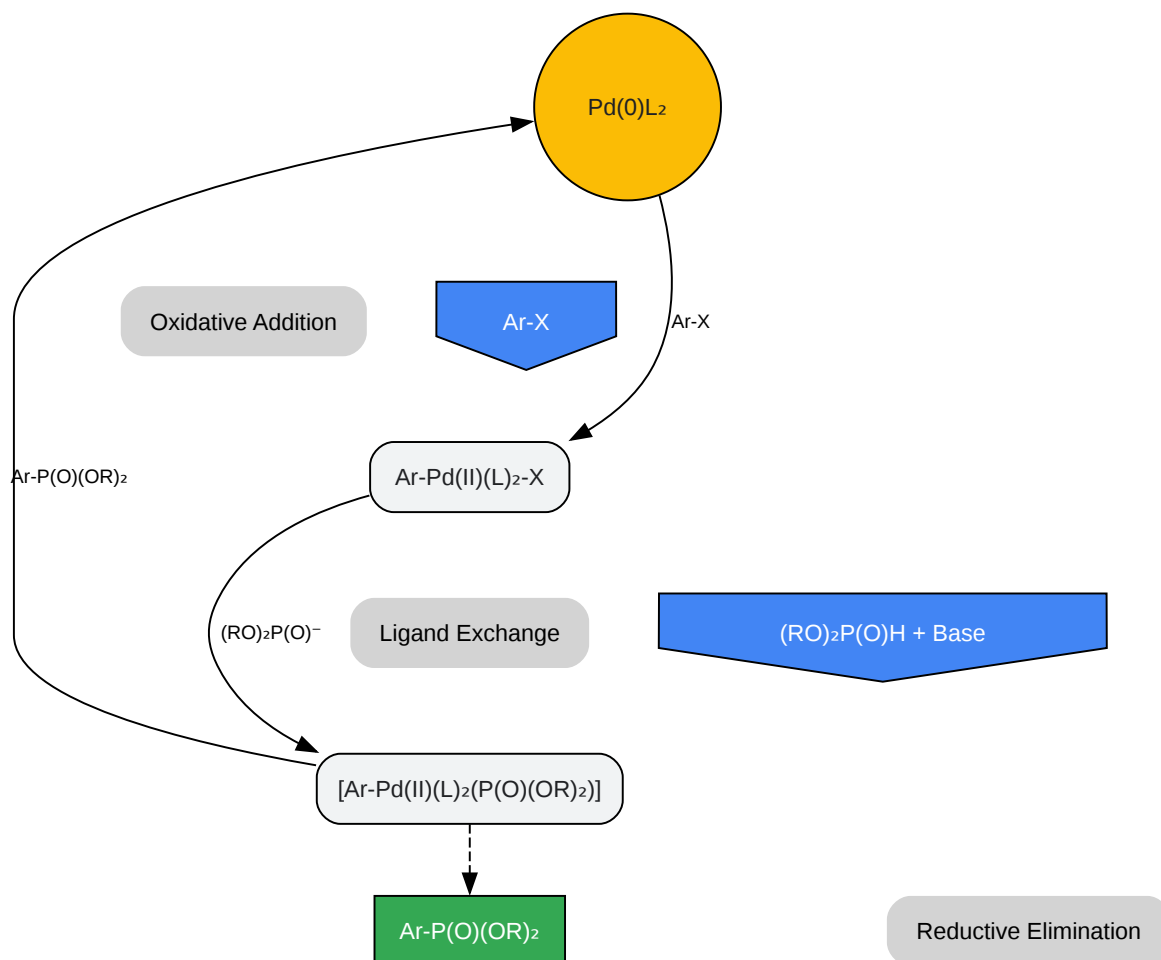 Pd(0)L₂
Oxidative Addition
Ar-X
Ar-X
Ar-P(O)(OR)₂
Ar-Pd(II)(L)₂-X
(RO)₂P(O)⁻
Ligand Exchange
(RO)₂P(O)H + Base
[Ar-Pd(II)(L)₂(P(O)(OR)₂)]
Ar-P(O)(OR)₂
Reductive Elimination